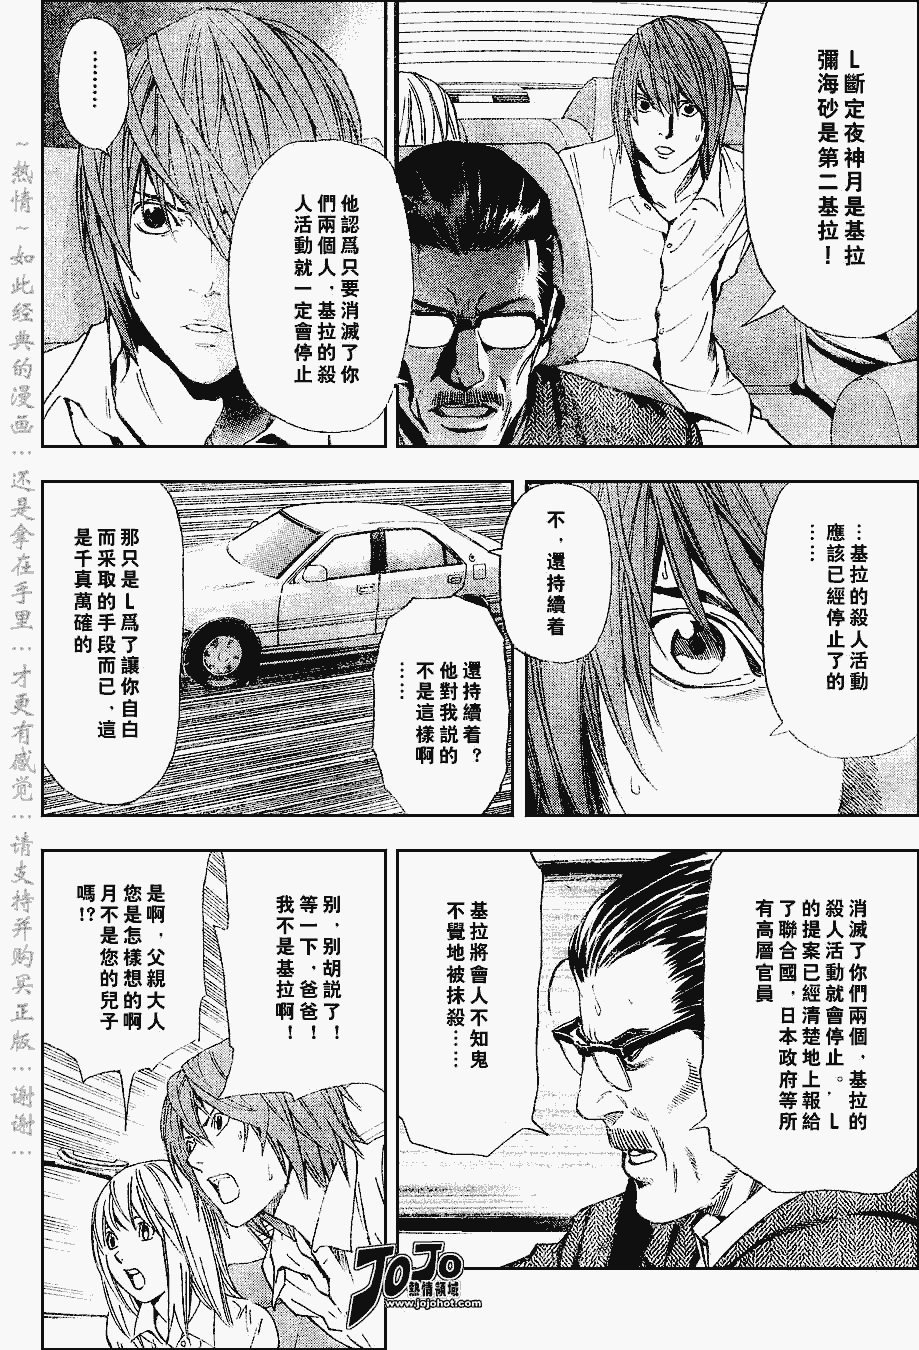 L斷定夜神月是基拉
彌海砂是第二基拉！
他認爲只要消滅了你
們兩個人，基拉的殺
人活動就一定會停止
………
…基拉的殺人活動
應該已經停止了的
……
不，還持續着
還持續着？
他對我説的
不是這樣啊
……
那只是L爲了讓你自白
而采取的手段而已，這
是千真萬確的
消滅了你們兩個，基拉的
殺人活動就會停止。，L
的提案已經清楚地上報給
了聯合國，日本政府等所
有高層官員
基拉將會人不知鬼
不覺地被抹殺……
别，别胡説了！
等一下，爸爸！
我不是基拉啊！
是啊，父親大人
您是怎樣想的啊
月不是您的兒子
嗎!?
~热情~如此经典的漫画…还是拿在手里…才更有感觉…请支持并购买正版…谢谢…
JOJO
熱情領域
www.jojohot.com